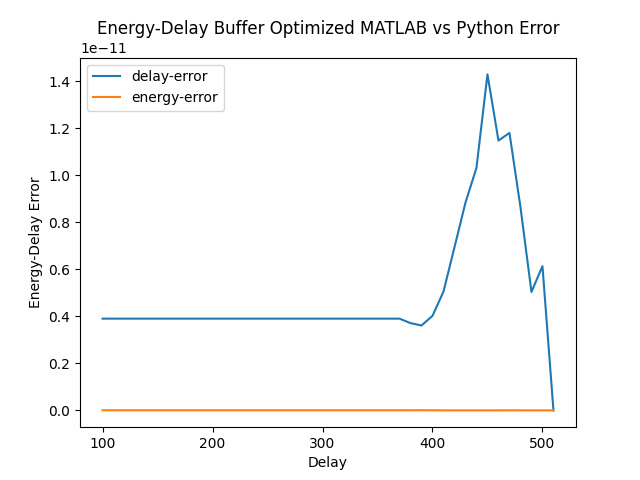 Energy-Delay Buffer Optimized MATLAB vs Python Error
1e−11
delay-error
energy-error
1.4
1.2
1.0
0.8
0.6
0.4
0.2
0.0
Energy-Delay Error
100 200 300 400 500
Delay